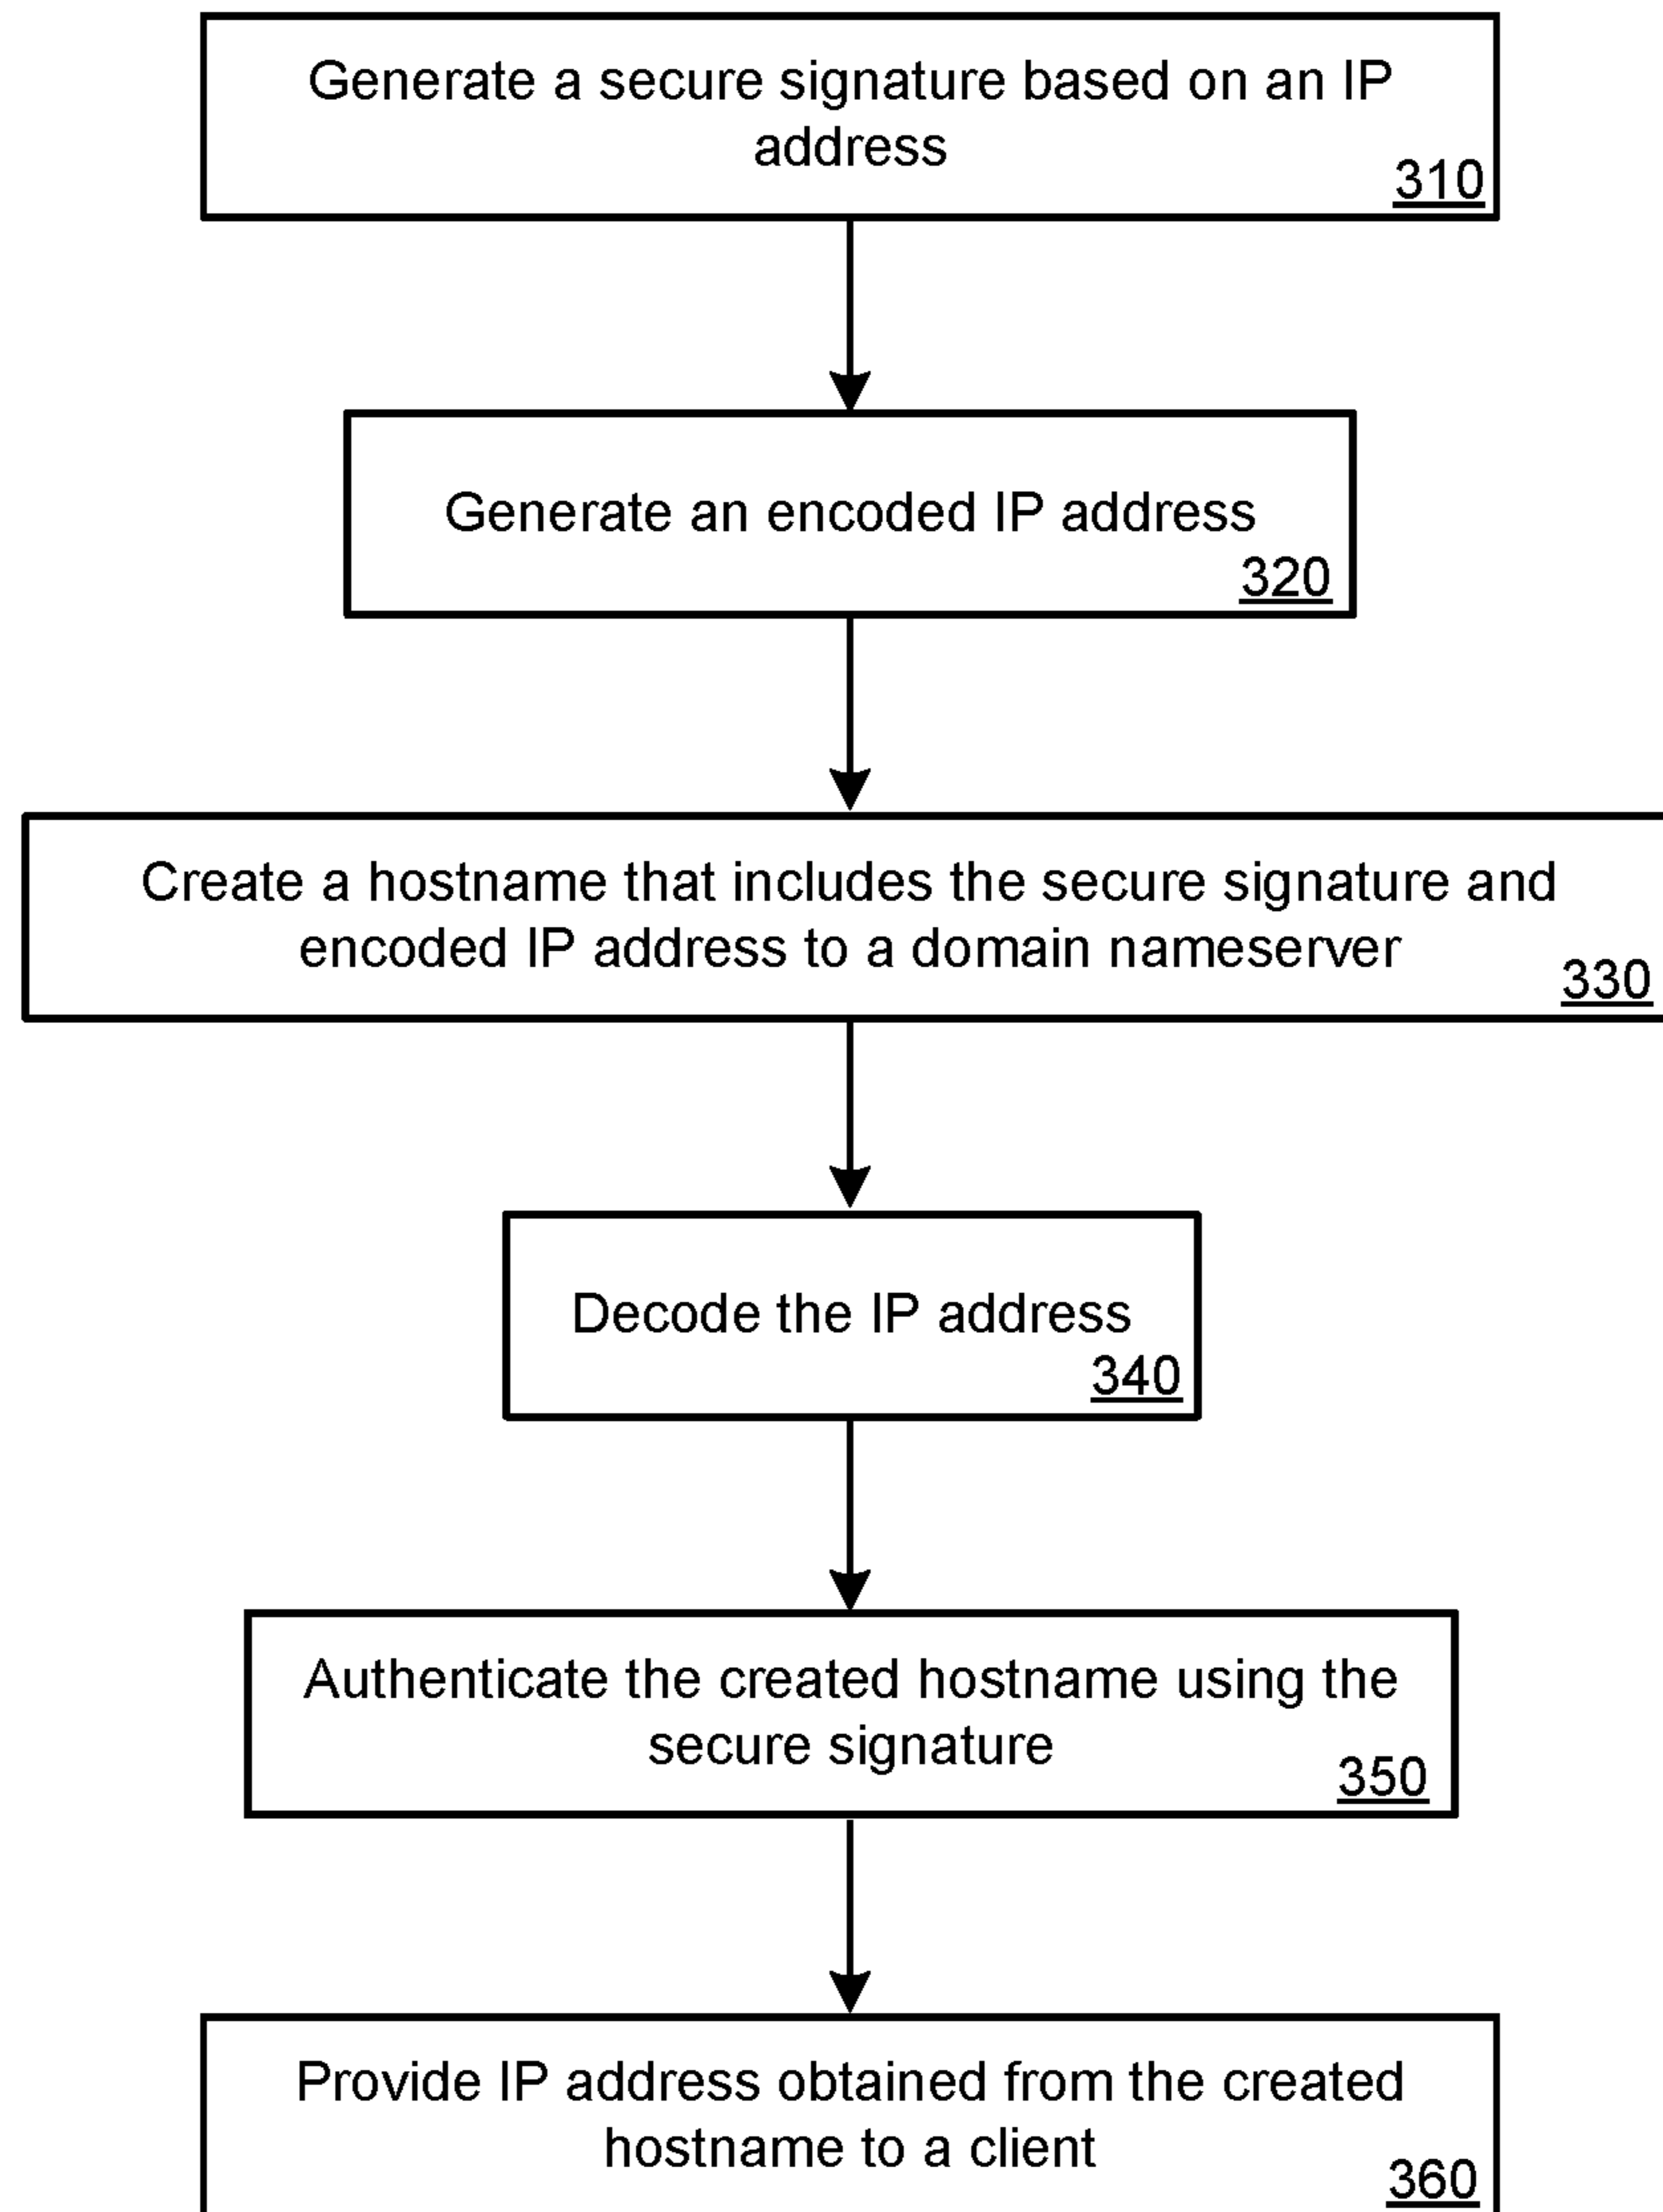 Generate a secure signature based on an IP
address
310
Generate an encoded IP address
320
Create a hostname that includes the secure signature and
encoded IP address to a domain nameserver
330
Decode the IP address
340
Authenticate the created hostname using the
secure signature
350
Provide IP address obtained from the created
hostname to a client
360